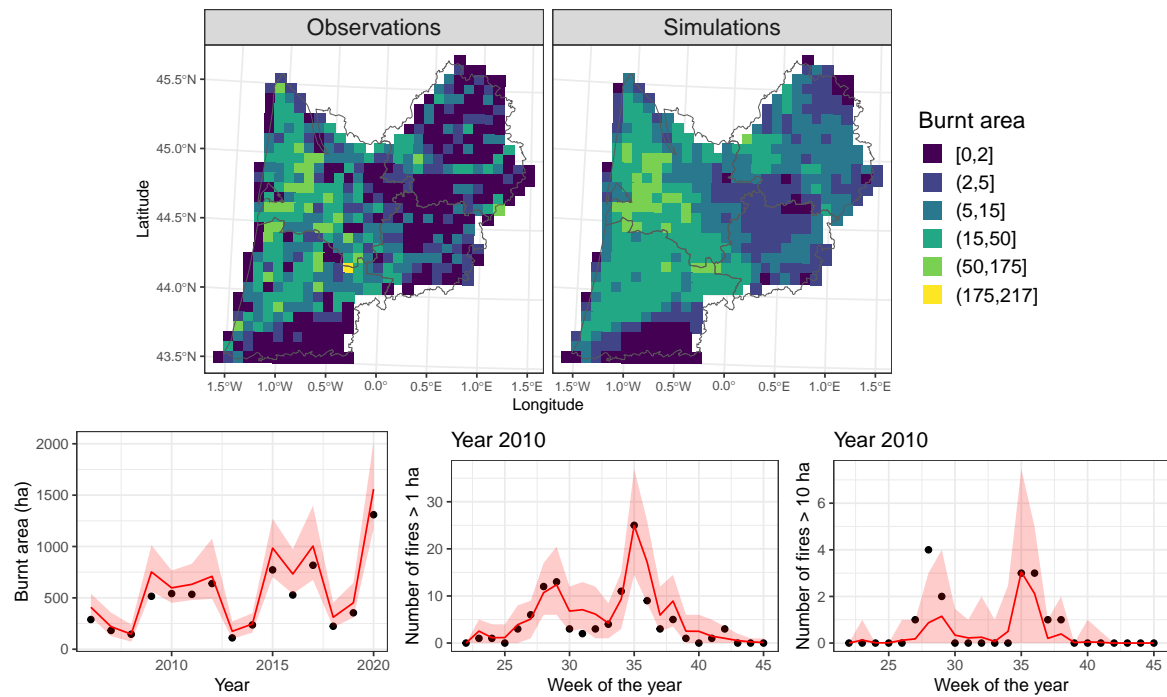 Observations Simulations
45.5°N
45.0°N
44.5°N
44.0°N
43.5°N
Latitude
1.5°W 1.0°W 0.5°W 0.0° 0.5°E 1.0°E 1.5°E 1.5°W 1.0°W 0.5°W 0.0° 0.5°E 1.0°E 1.5°E
Longitude
Burnt area
[0,2]
(2,5]
(5,15]
(15,50]
(50,175]
(175,217]
2000
1500
1000
500
0
Burnt area (ha)
2010 2015 2020
Year
Year 2010
30
20
10
0
Number of fires > 1 ha
25 30 35 40 45
Week of the year
Year 2010
6
4
2
0
Number of fires > 10 ha
25 30 35 40 45
Week of the year